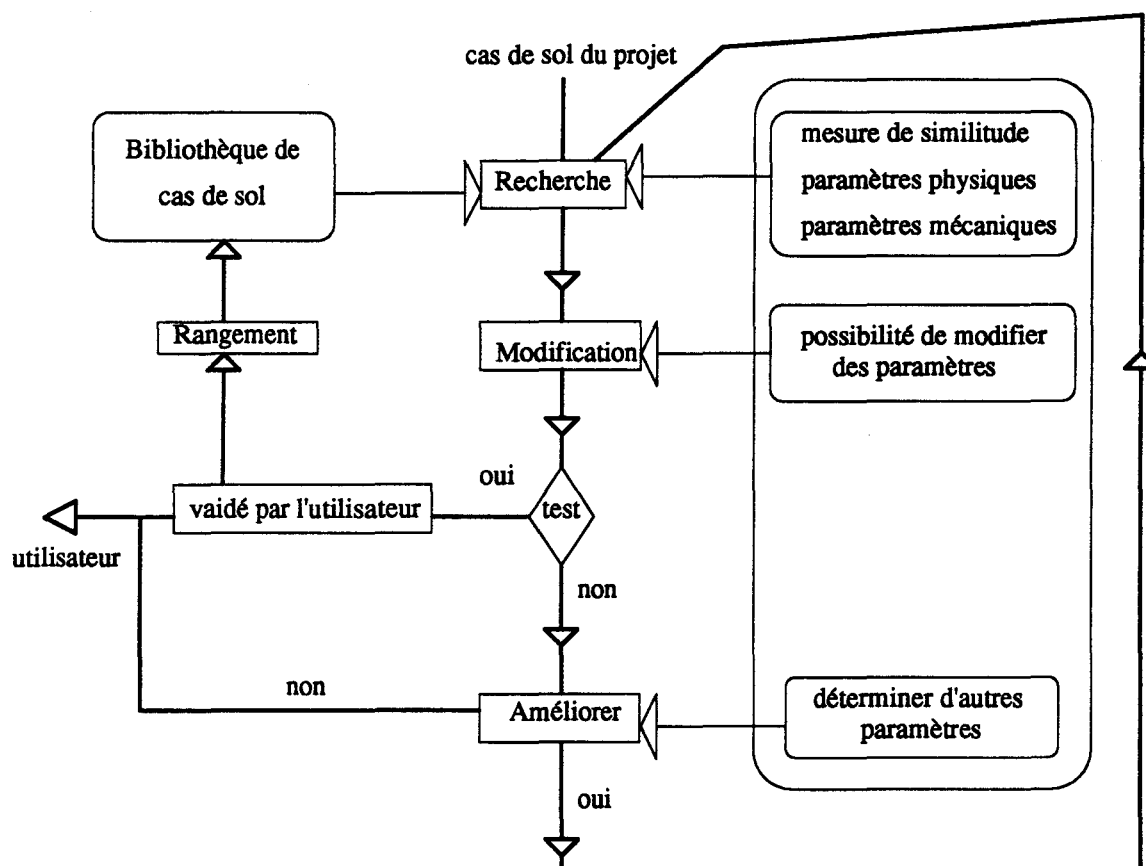 cas de sol du projet
Bibliothèque de
cas de sol
Recherche
mesure de similitude
paramètres physiques
paramètres mécaniques
Rangement
Modification
possibilité de modifier
des paramètres
oui
vaidé par l'utilisateur
test
utilisateur
non
non
Améliorer
déterminer d'autres
paramètres
oui